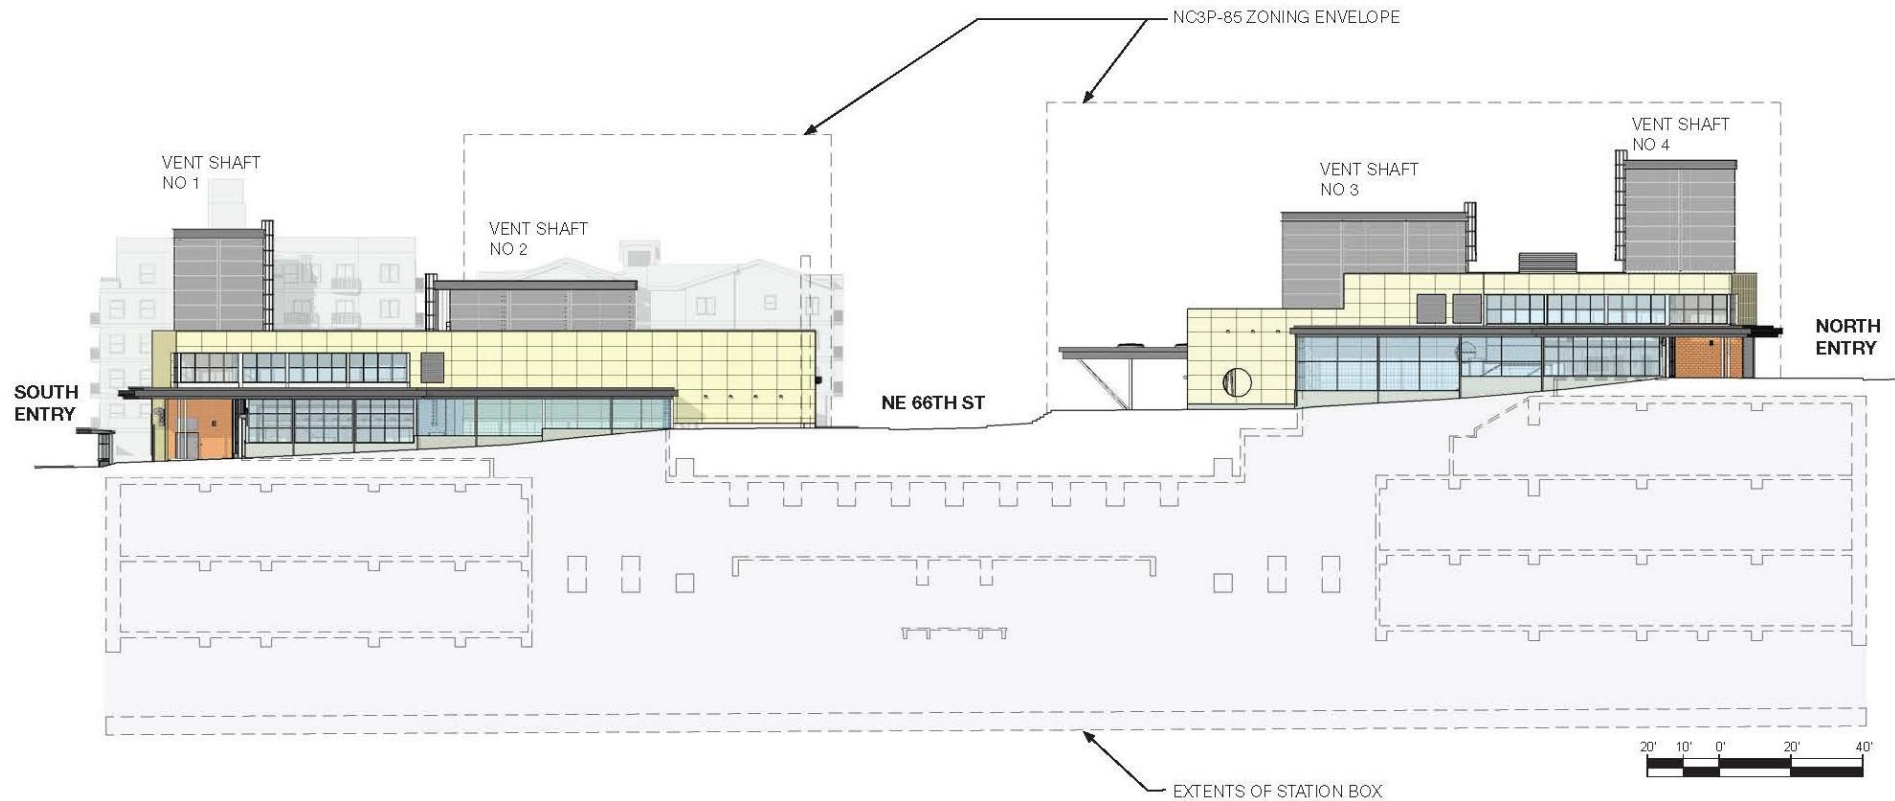 NC3P-85 ZONING ENVELOPE
VENT SHAFT
NO 1
VENT SHAFT
NO 2
VENT SHAFT
NO 3
VENT SHAFT
NO 4
SOUTH
ENTRY
NE 66TH ST
NORTH
ENTRY
20' 10' 0' 20' 40'
EXTENTS OF STATION BOX